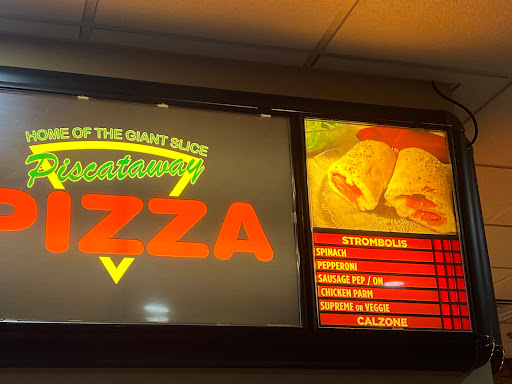 HOME OF THE GIANT SLICE
Piscataway
PIZZA
STROMBOLIS
SPINACH
PEPPERONI
SAUSAGE PEP / ON
CHICKEN PARM
SUPREME OR VEGGIE
CALZONE